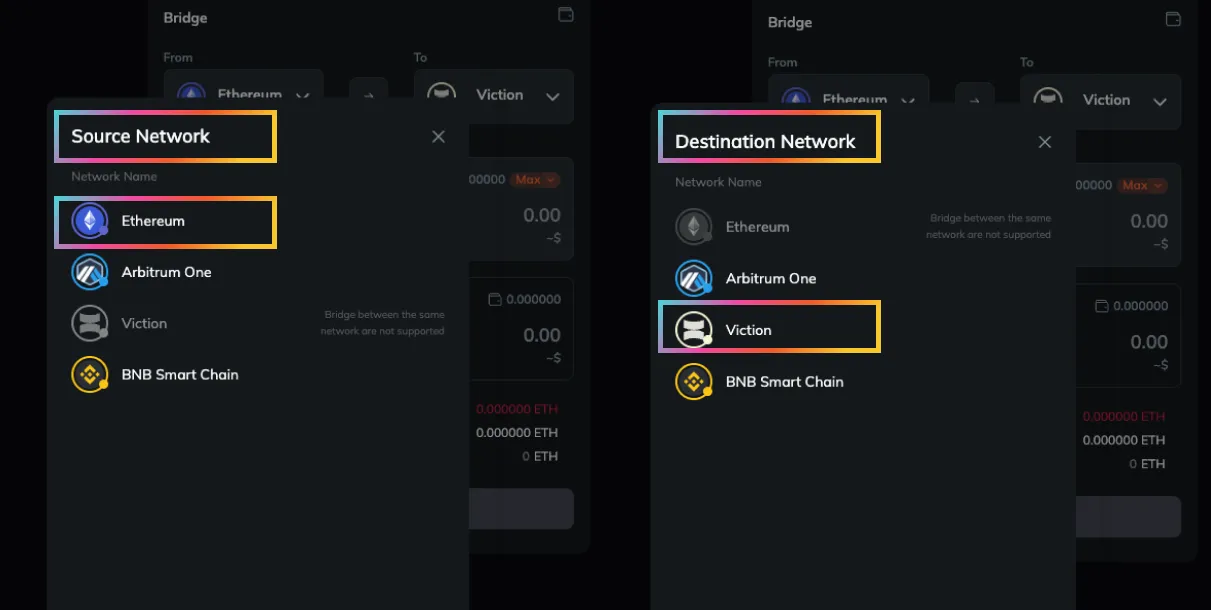 Bridge
From
To
Ethereum
Viction
Source Network
Network Name
Ethereum
Arbitrum One
Viction
Bridge between the same
network are not supported
BNB Smart Chain
00000 Max
0.00
~$
0.000000
0.00
~$
0.000000 ETH
0.000000 ETH
0 ETH
Bridge
From
To
Ethereum
Viction
Destination Network
Network Name
Ethereum
Bridge between the same
network are not supported
Arbitrum One
Viction
BNB Smart Chain
00000 Max
0.00
~$
0.000000
0.00
~$
0.000000 ETH
0.000000 ETH
0 ETH